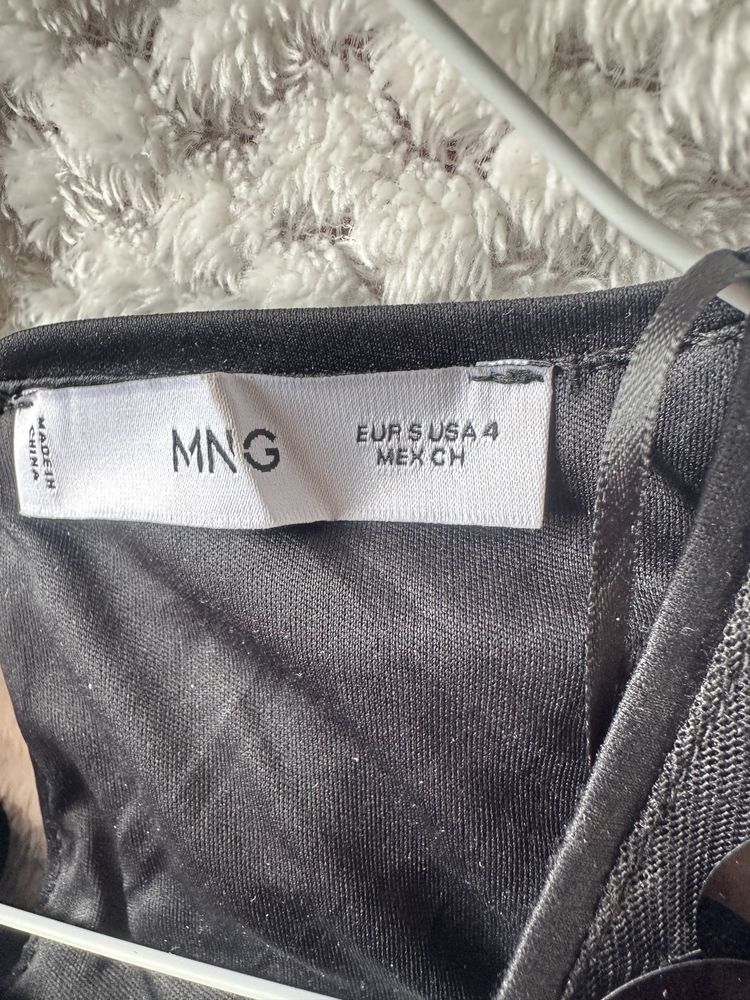 MADE IN
CHINA
MNG
EUR S USA 4
MEX CH